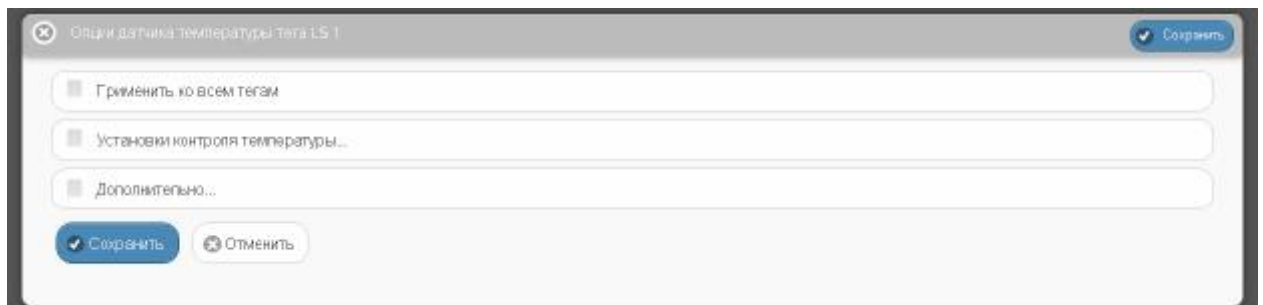 Опции датчика температуры тега LS 1
Сохранить
Применить ко всем тегам
Установки контроля температуры...
Дополнительно...
Сохранить
Отменить